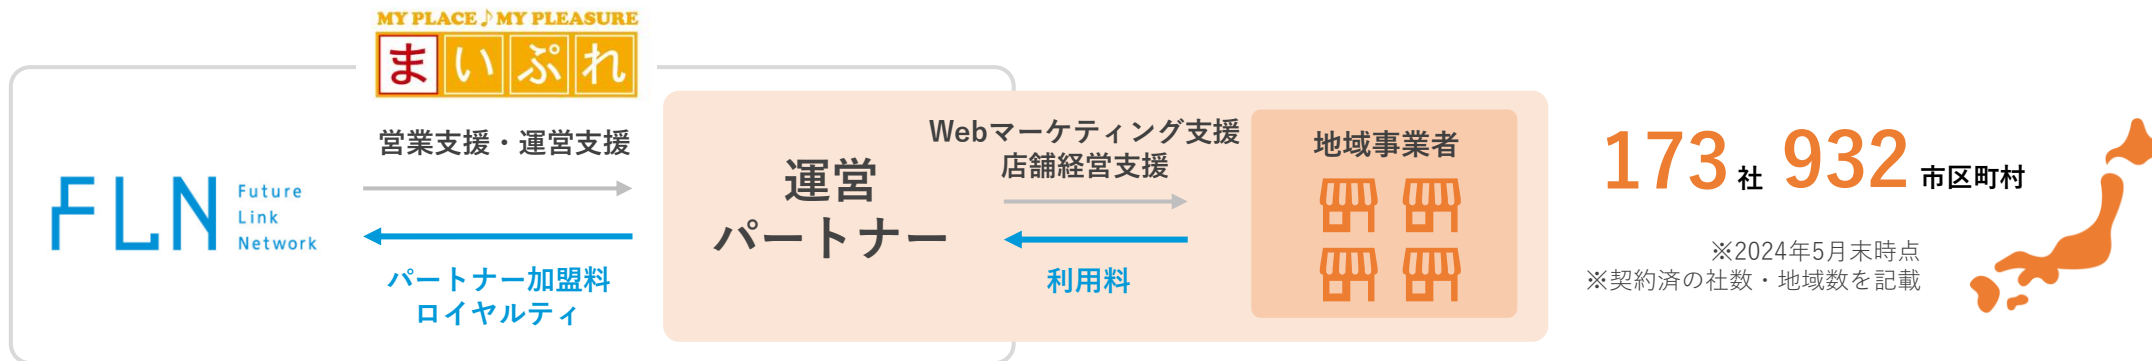 MY PLACE♪MY PLEASURE
まいぷれ
営業支援・運営支援
FLN
Future
Link
Network
パートナー加盟料
ロイヤルティ
運営
パートナー
Webマーケティング支援
店舗経営支援
利用料
地域事業者
173社 932市区町村
※2024年5月末時点
※契約済の社数・地域数を記載